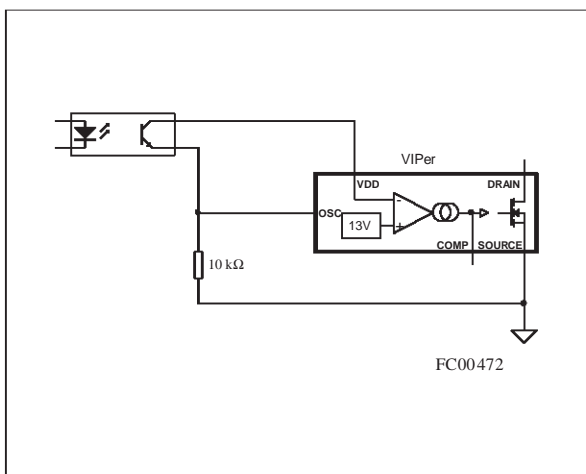 VIPer
VDD
DRAIN
OSC
13V
-
+
COMP
SOURCE
10 kΩ
FC00472